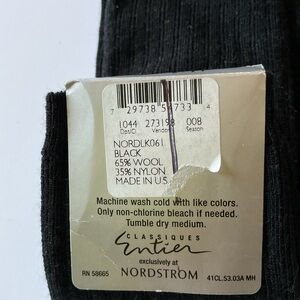 7 29738 54733 4
1044 273198 008
Dpt/Cl Vendor Season
NORDLK061
BLACK
65% WOOL
35% NYLON
MADE IN U.S.
Machine wash cold with like colors.
Only non-chlorine bleach if needed.
Tumble dry medium.
CLASSIQUES
Entier
exclusively at
NORDSTROM
RN 58665 41CL.53.03A MH